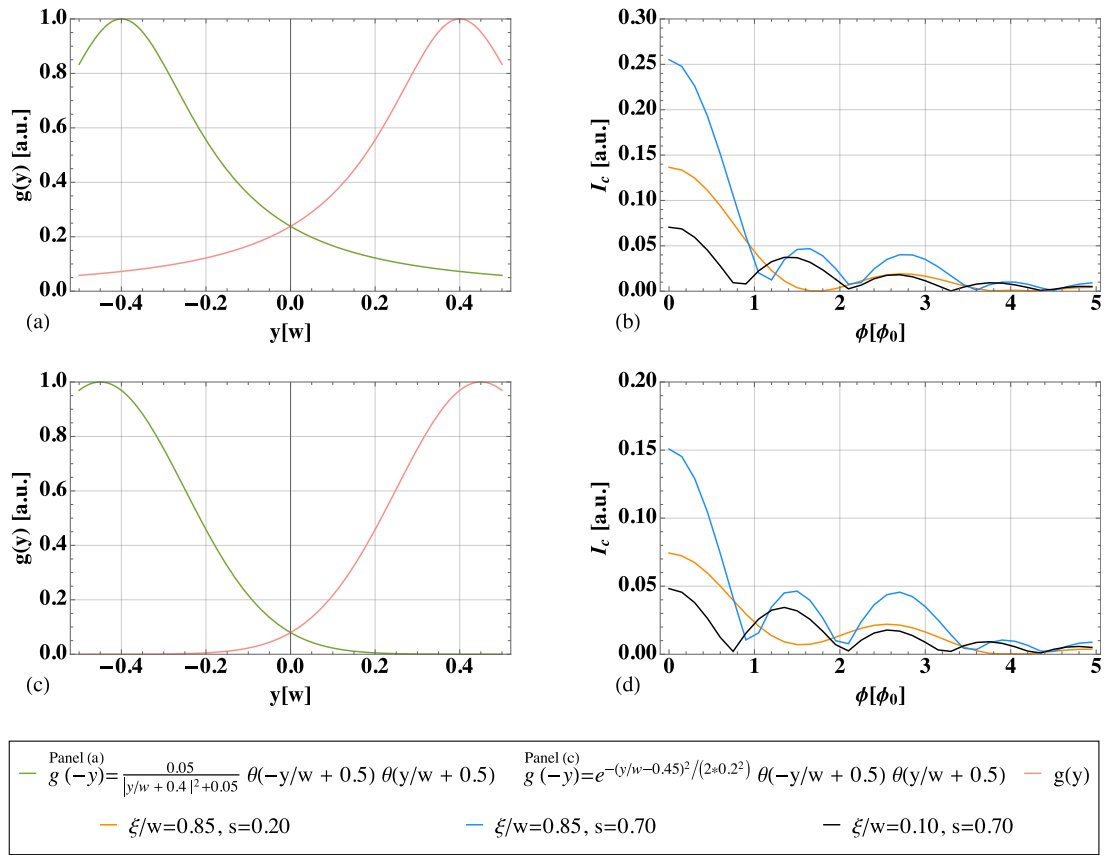 1.0
0.8
0.6
0.4
0.2
0.0
g(y) [a.u.]
−0.4 −0.2 0.0 0.2 0.4
y[w]
(a)
0.30
0.25
0.20
0.15
0.10
0.05
0.00
I_c [a.u.]
0 1 2 3 4 5
ϕ[ϕ_0]
(b)
1.0
0.8
0.6
0.4
0.2
0.0
g(y) [a.u.]
−0.4 −0.2 0.0 0.2 0.4
y[w]
(c)
0.20
0.15
0.10
0.05
0.00
I_c [a.u.]
0 1 2 3 4 5
ϕ[ϕ_0]
(d)
Panel (a) Panel (c)
g (−y)= 0.05/(|y/w + 0.4|^2+0.05) θ(−y/w + 0.5) θ(y/w + 0.5) g (−y)=e^{−(y/w−0.45)^2/(2*0.2^2)} θ(−y/w + 0.5) θ(y/w + 0.5) g(y)
ξ/w=0.85, s=0.20 ξ/w=0.85, s=0.70 ξ/w=0.10, s=0.70